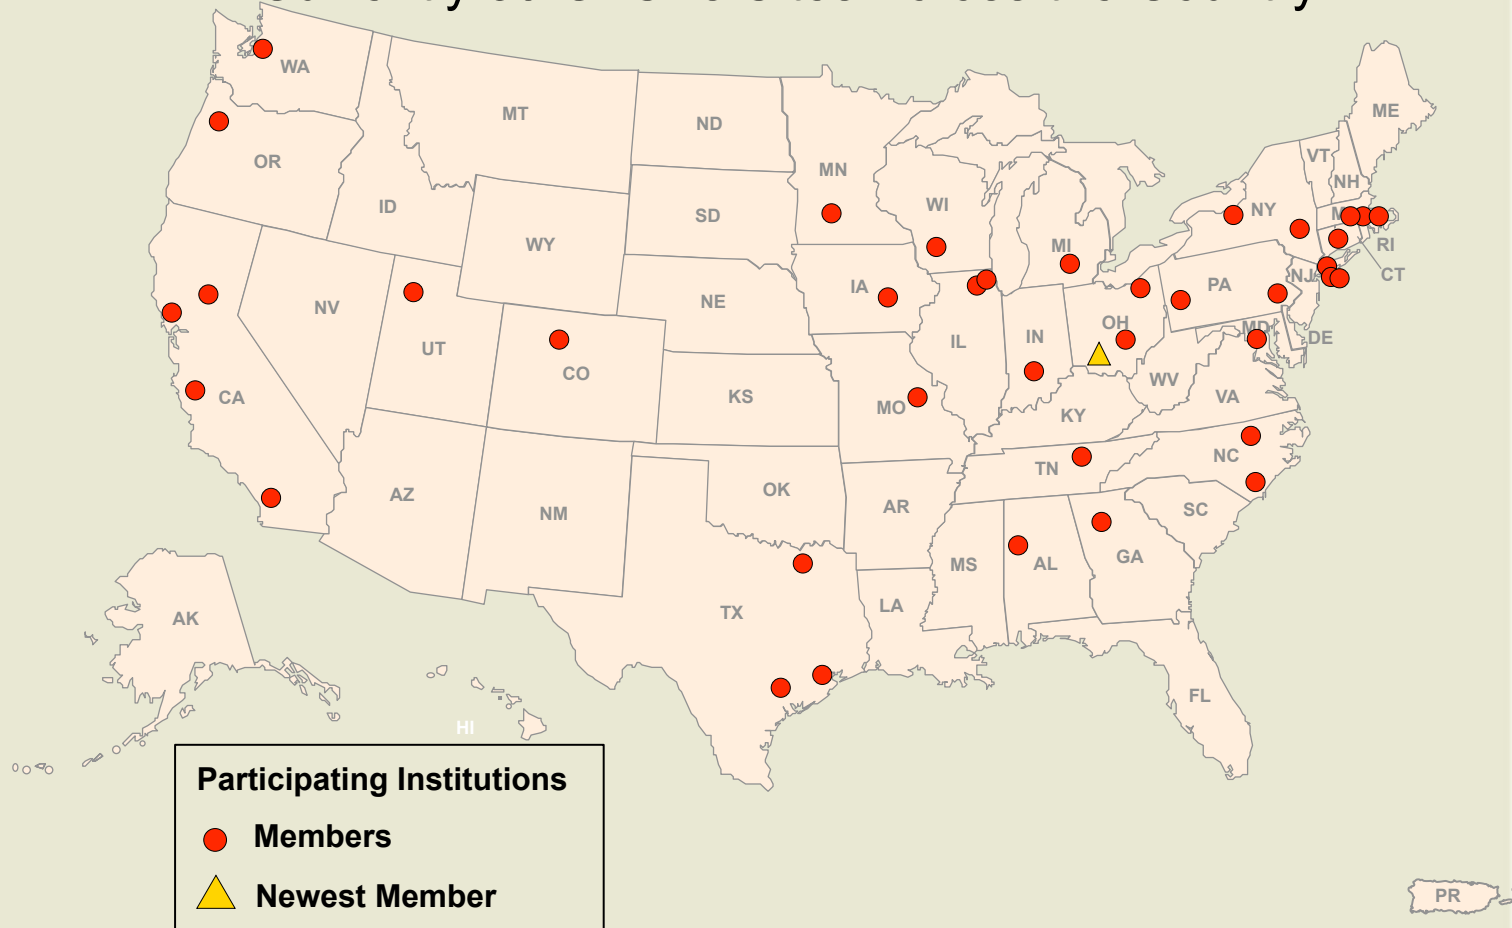 WA
MT
ND
ME
OR
MN
VT
ID
SD
WI
NH
NY
WY
MI
RI
IA
PA
NJ
CT
NE
NV
UT
CO
IL
IN
OH
MD
DE
CA
KS
MO
KY
WV
VA
AZ
NM
OK
AR
TN
NC
SC
MS
AL
GA
TX
LA
AK
FL
HI
Participating Institutions
Members
Newest Member
PR